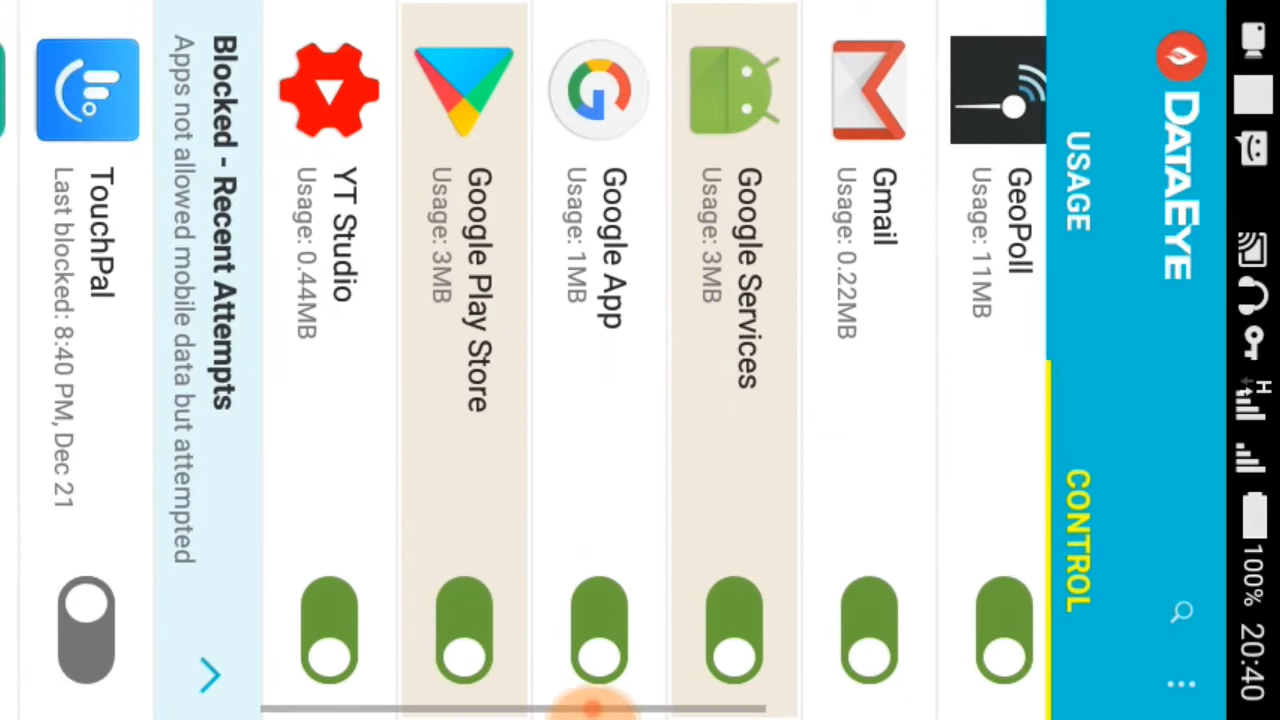 H
100% 20:40
DATAEYE
USAGE CONTROL
GeoPoll
Usage: 11MB
Gmail
Usage: 0.22MB
Google Services
Usage: 3MB
Google App
Usage: 1MB
Google Play Store
Usage: 3MB
YT Studio
Usage: 0.44MB
Blocked - Recent Attempts
Apps not allowed mobile data but attempted
TouchPal
Last blocked: 8:40 PM, Dec 21